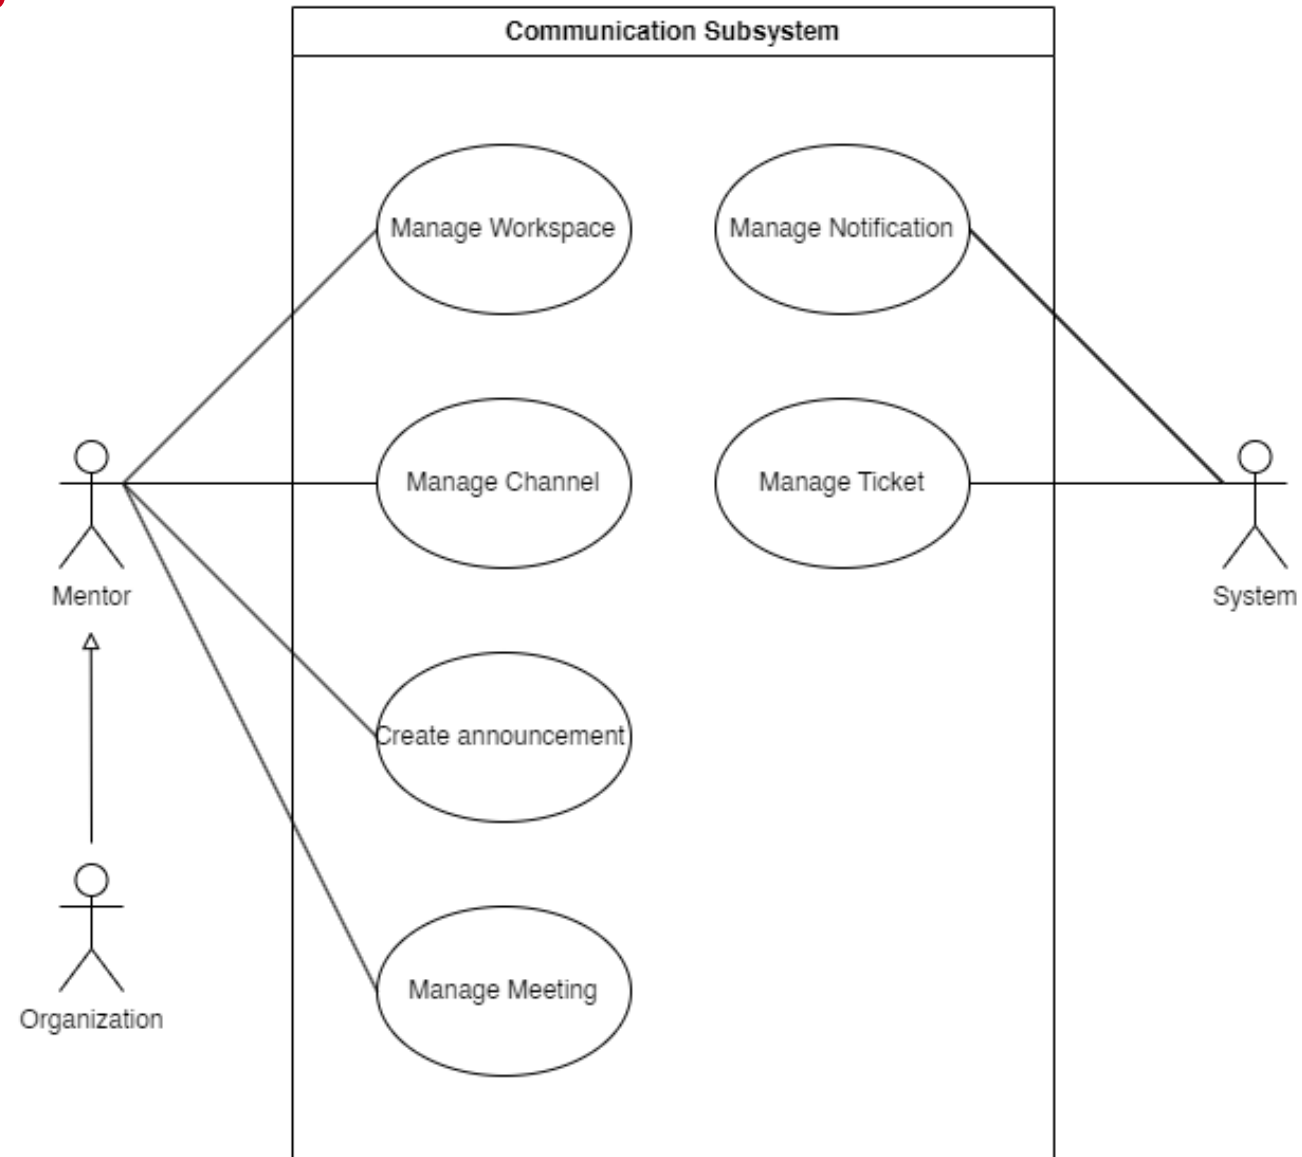 Communication Subsystem
Manage Workspace
Manage Notification
Manage Channel
Manage Ticket
Mentor
System
Create announcement
Manage Meeting
Organization